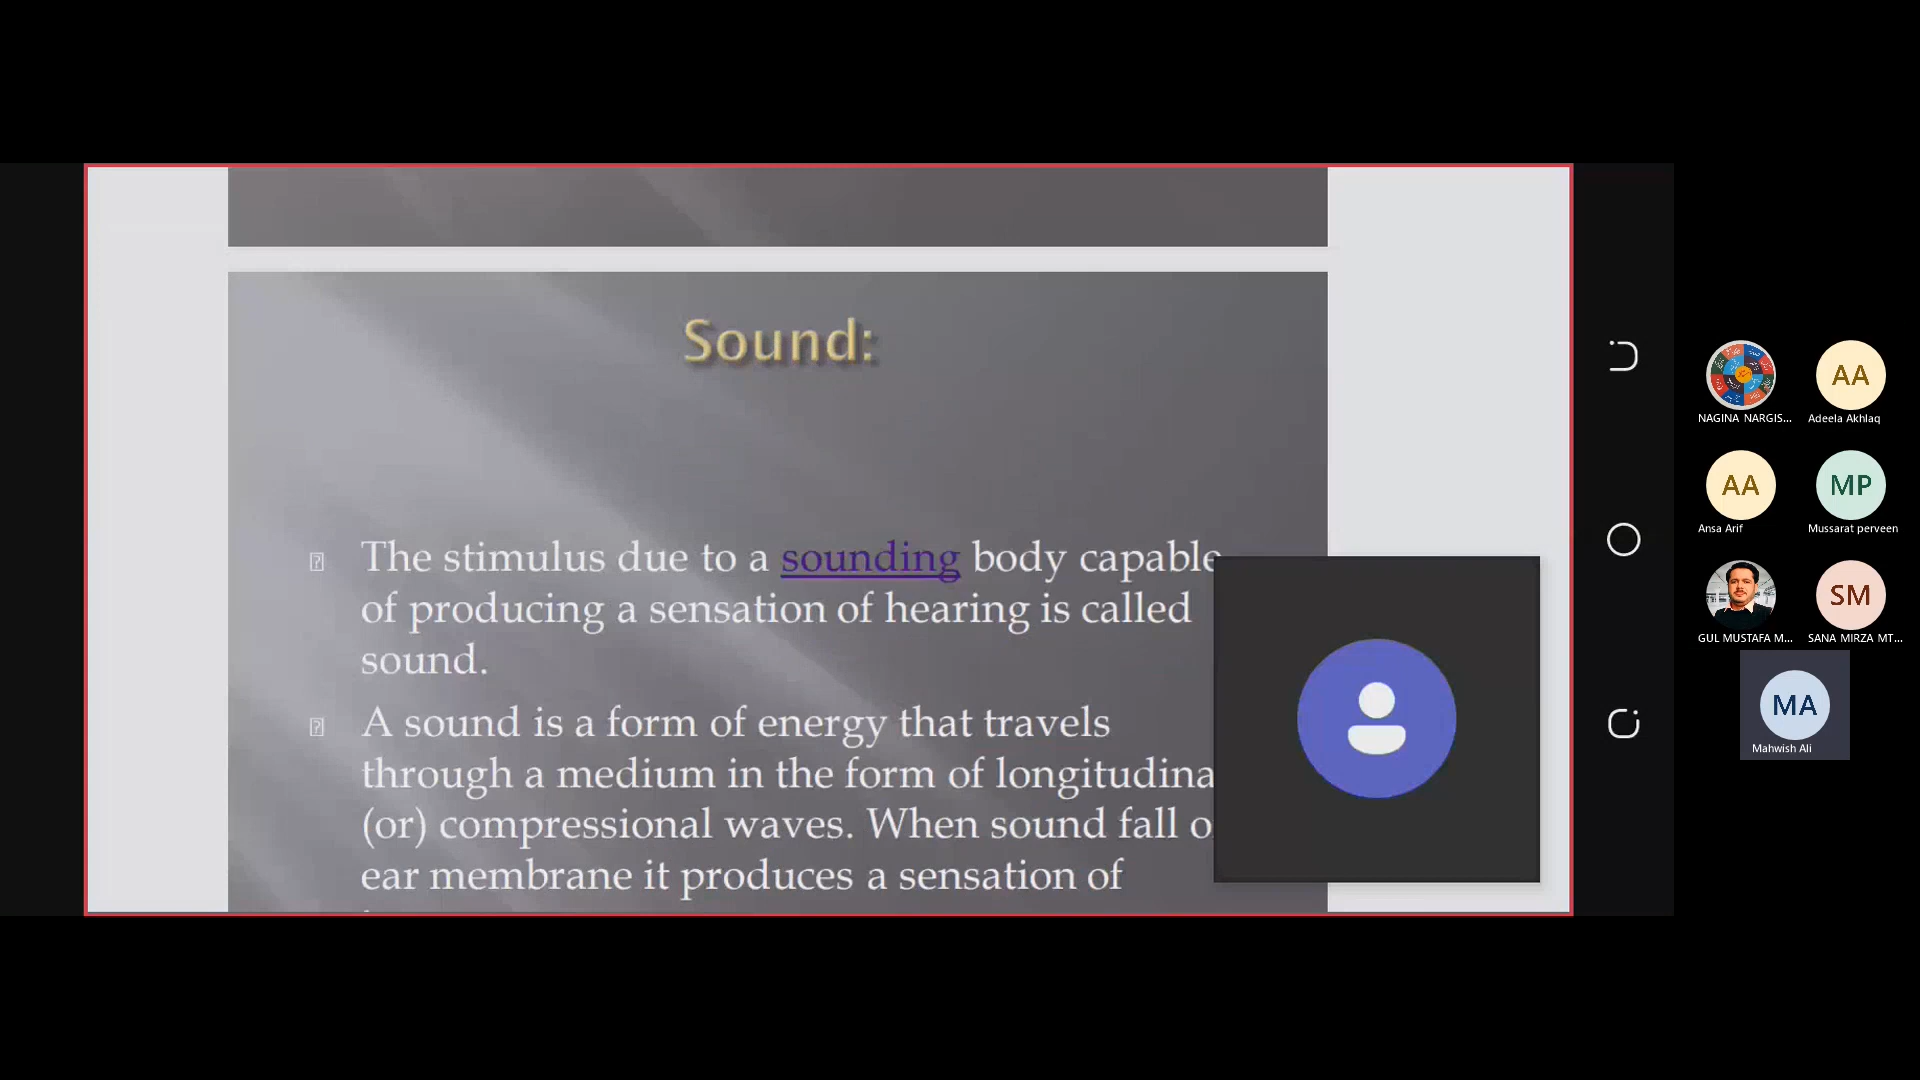 Sound:
The stimulus due to a sounding body capable
of producing a sensation of hearing is called
sound.
A sound is a form of energy that travels
through a medium in the form of longitudina
(or) compressional waves. When sound fall o
ear membrane it produces a sensation of
NAGINA NARGIS...
AA
Adeela Akhlaq
AA
Ansa Arif
MP
Mussarat perveen
GUL MUSTAFA M...
SM
SANA MIRZA MT...
MA
Mahwish Ali